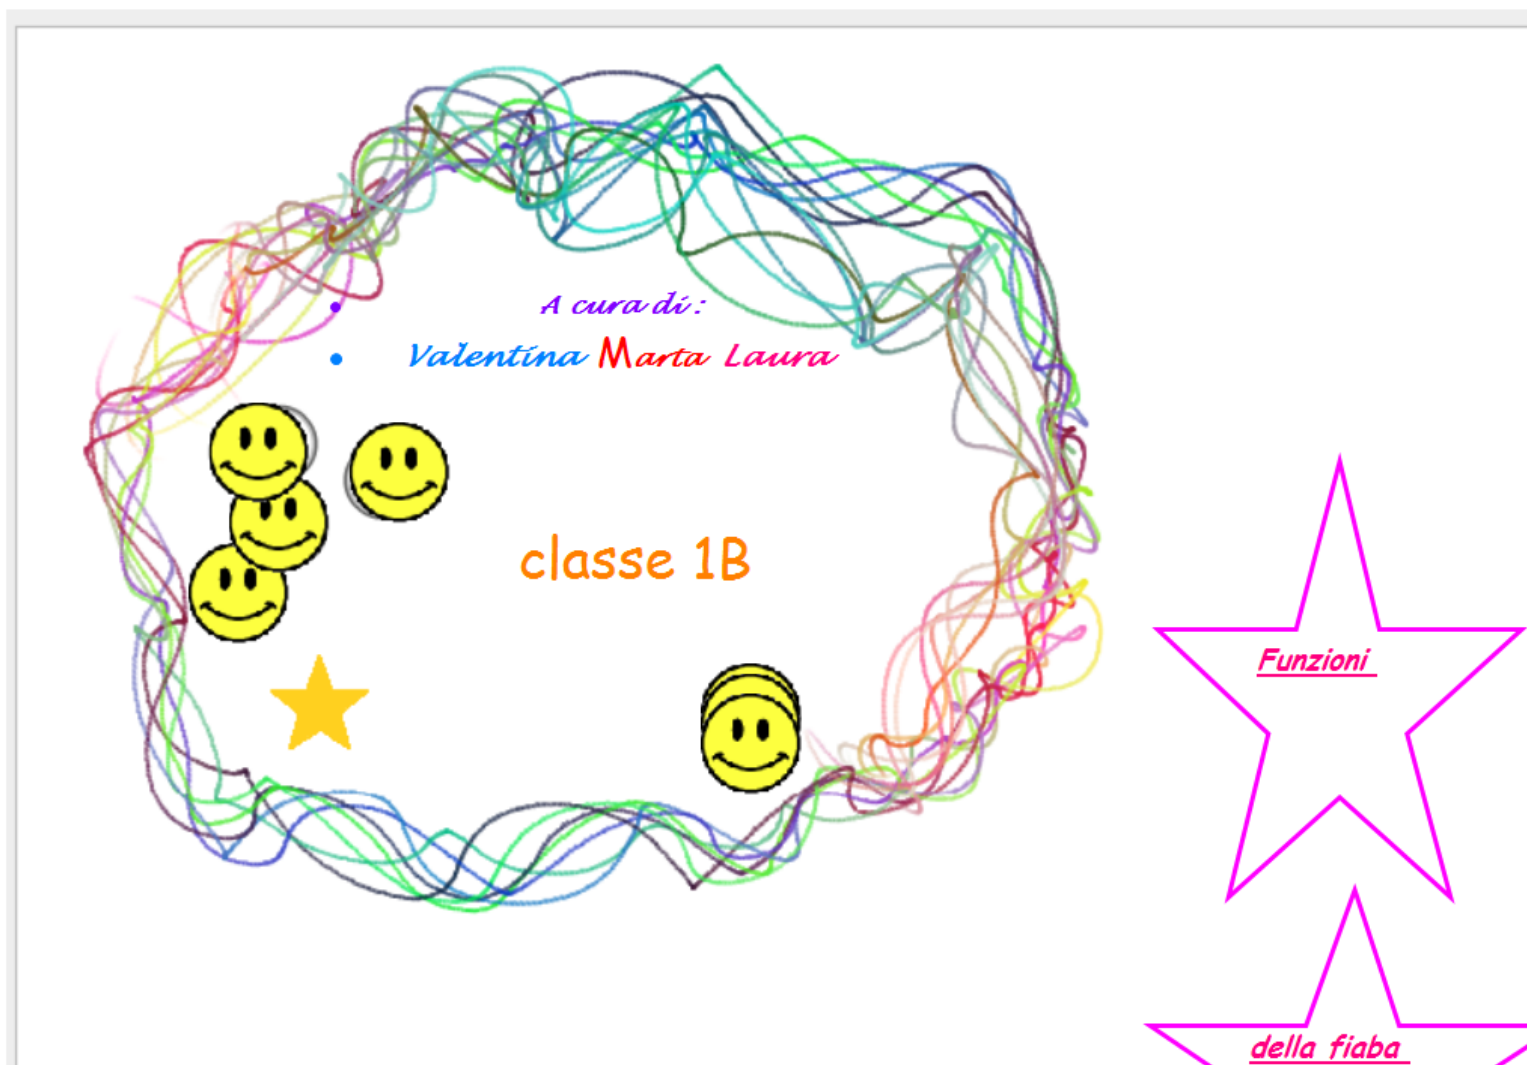 A cura di :
Valentina Marta Laura
classe 1B
Funzioni
della fiaba